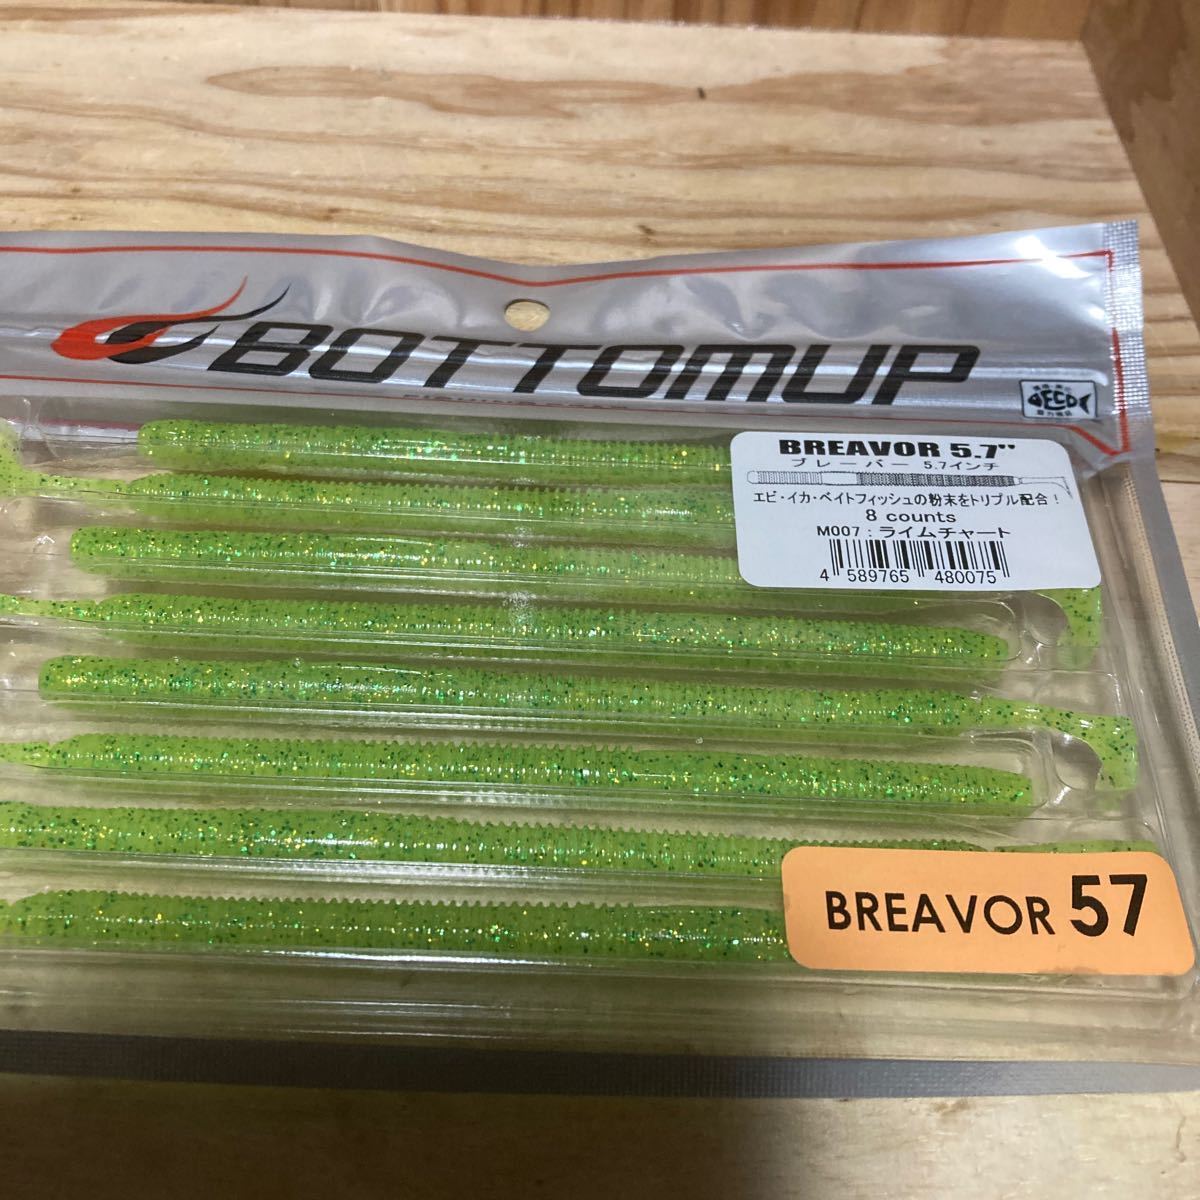 BOTTOMUP
ECO
BREAVOR 5.7"
ブレーバー 5.7インチ
エビ・イカ・ベイトフィッシュの粉末をトリプル配合!
8 counts
M007 : ライムチャート
4 589765 480075
BREAVOR 57